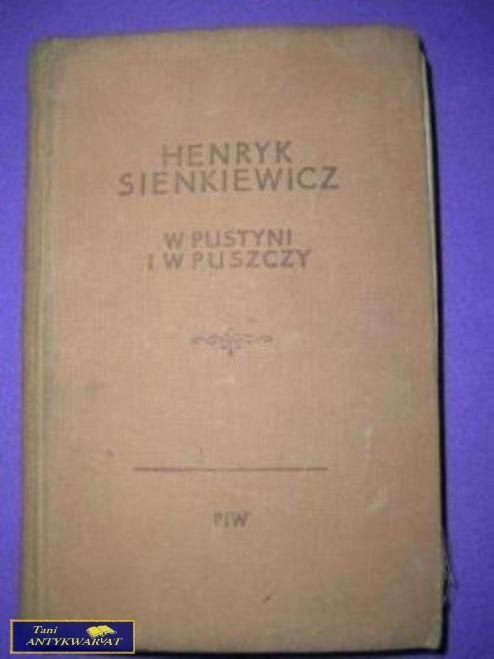 HENRYK
SIENKIEWICZ
W PUSTYNI
I W PUSZCZY
PIW
Tani
ANTYKWARIAT